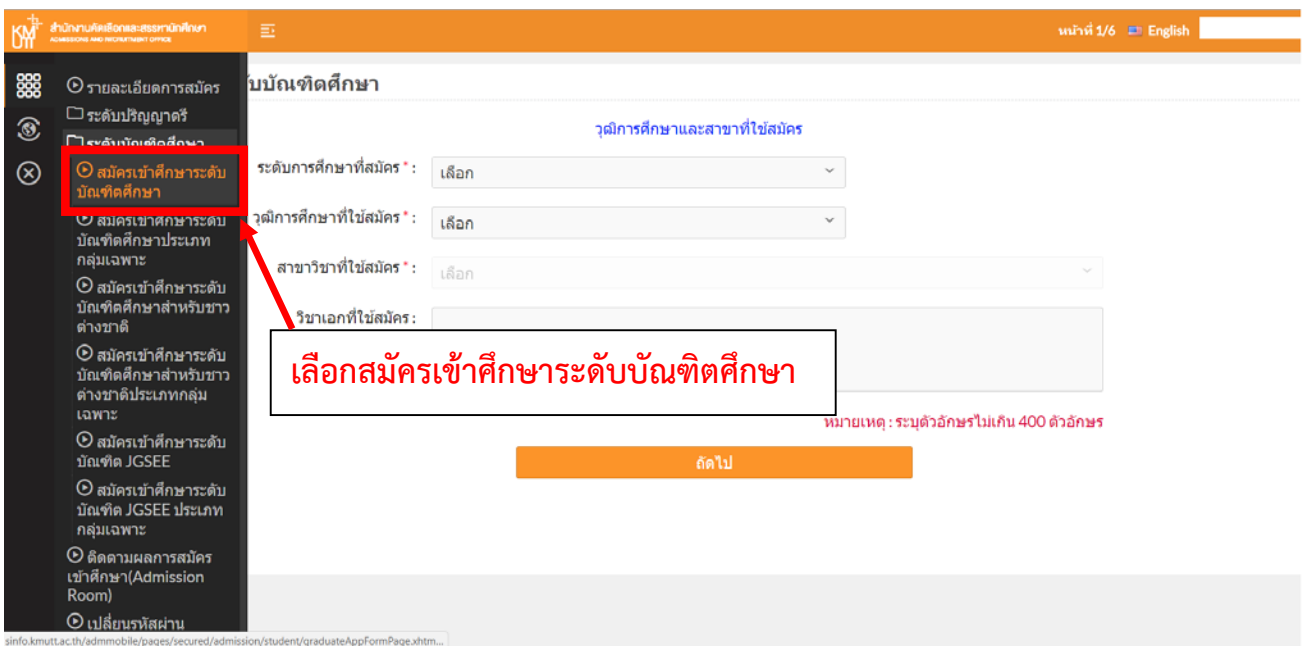 สำนักงานคัดเลือกและสรรหานักศึกษา
ADMISSIONS AND RECRUITMENT OFFICE
หน้าที่ 1/6 English
รายละเอียดการสมัคร
ระดับปริญญาตรี
ระดับบัณฑิตศึกษา
สมัครเข้าศึกษาระดับ
บัณฑิตศึกษา
สมัครเข้าศึกษาระดับ
บัณฑิตศึกษาประเภท
กลุ่มเฉพาะ
สมัครเข้าศึกษาระดับ
บัณฑิตศึกษาสำหรับชาว
ต่างชาติ
สมัครเข้าศึกษาระดับ
บัณฑิตศึกษาสำหรับชาว
ต่างชาติประเภทกลุ่ม
เฉพาะ
สมัครเข้าศึกษาระดับ
บัณฑิต JGSEE
สมัครเข้าศึกษาระดับ
บัณฑิต JGSEE ประเภท
กลุ่มเฉพาะ
ติดตามผลการสมัคร
เข้าศึกษา(Admission
Room)
เปลี่ยนรหัสผ่าน
บบัณฑิตศึกษา
วุฒิการศึกษาและสาขาที่ใช้สมัคร
ระดับการศึกษาที่สมัคร * : เลือก
วุฒิการศึกษาที่ใช้สมัคร * : เลือก
สาขาวิชาที่ใช้สมัคร * : เลือก
วิชาเอกที่ใช้สมัคร :
เลือกสมัครเข้าศึกษาระดับบัณฑิตศึกษา
หมายเหตุ : ระบุตัวอักษรไม่เกิน 400 ตัวอักษร
ถัดไป
sinfo.kmutt.ac.th/admmobile/pages/secured/admission/student/graduateAppFormPage.xhtm...